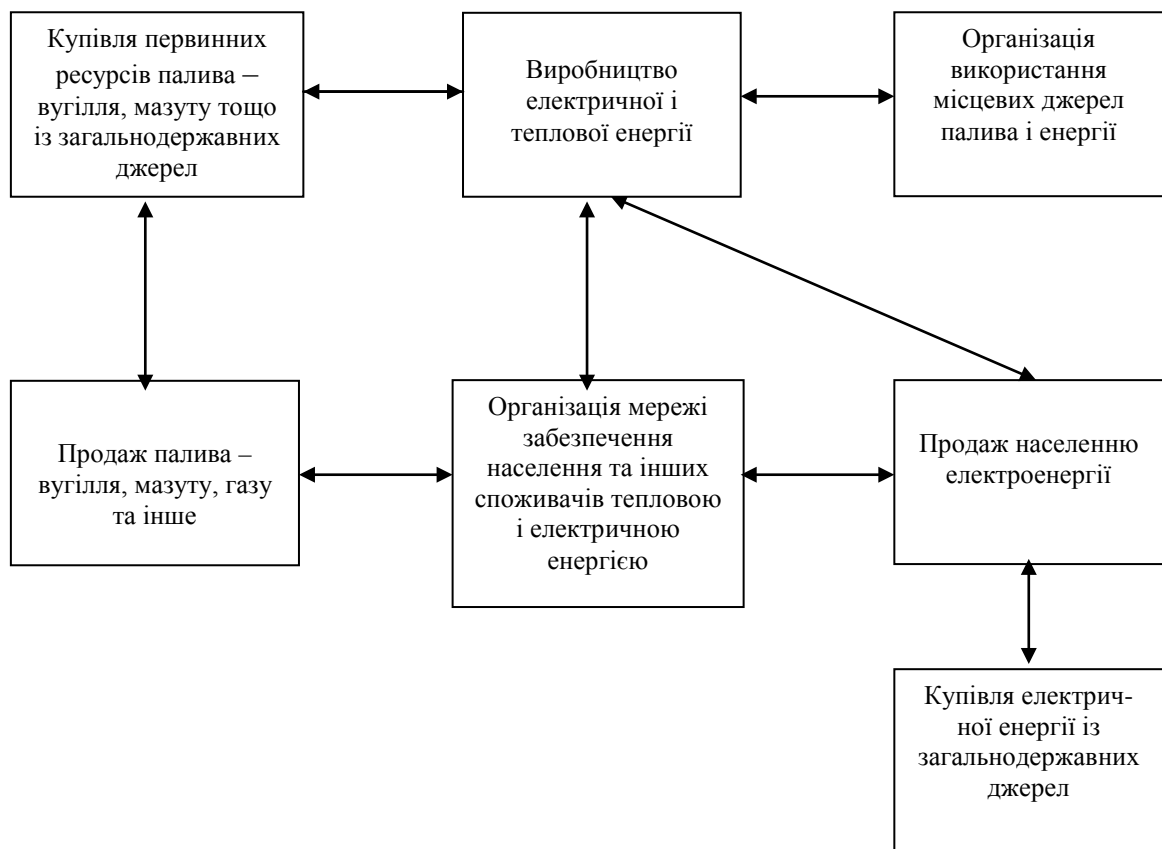 Купівля первинних
ресурсів палива –
вугілля, мазуту тощо
із загальнодержавних
джерел
Виробництво
електричної і
теплової енергії
Організація
використання
місцевих джерел
палива і енергії
Продаж палива –
вугілля, мазуту, газу
та інше
Організація мережі
забезпечення
населення та інших
споживачів тепловою
і електричною
енергією
Продаж населенню
електроенергії
Купівля електрич-
ної енергії із
загальнодержавних
джерел